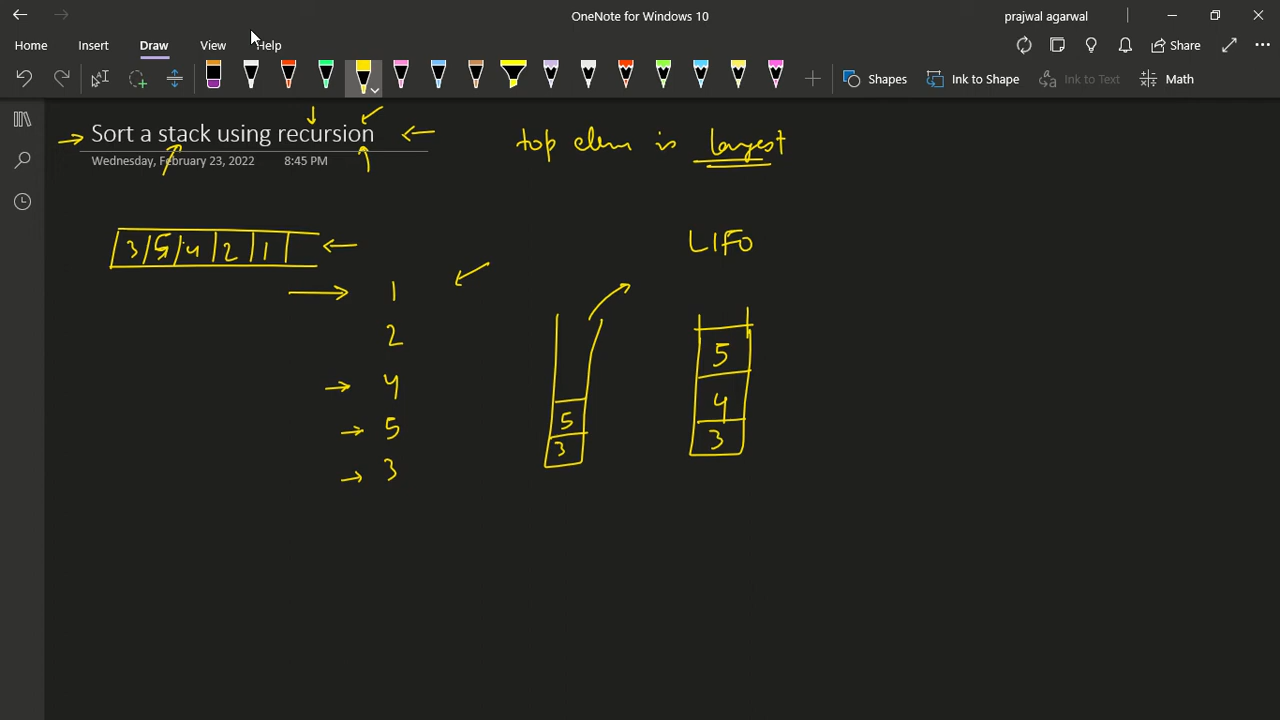 OneNote for Windows 10
prajwal agarwal
Home Insert Draw View Help
Share
Shapes Ink to Shape Ink to Text Math
Sort a stack using recursion
Wednesday, February 23, 2022 8:45 PM
top elem is largest
3 5 4 2 1
LIFO
1
2
4
5
3
5
3
5
4
3